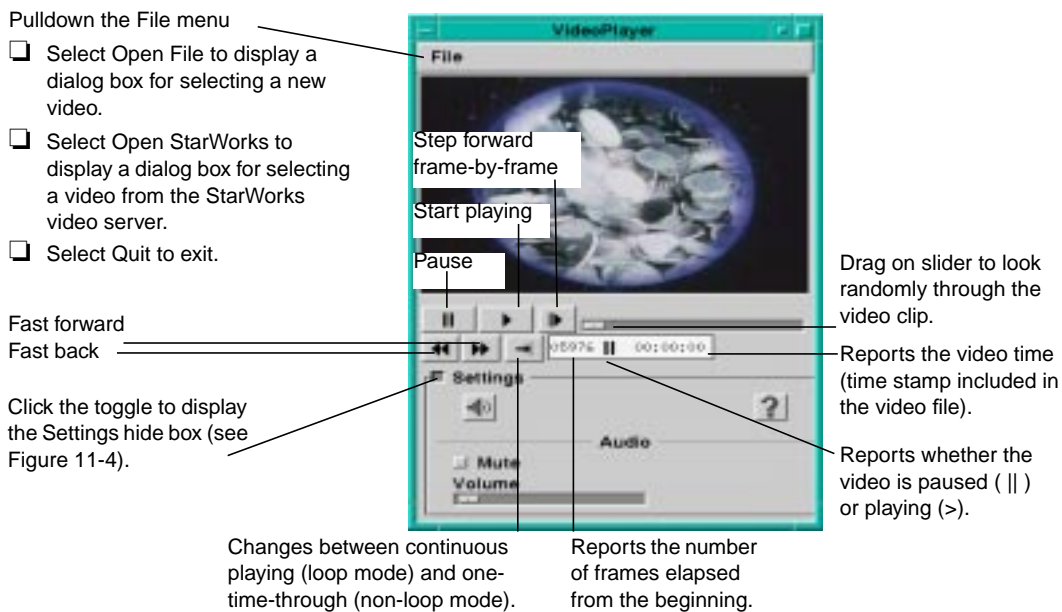 Pulldown the File menu
Select Open File to display a
dialog box for selecting a new
video.
Select Open StarWorks to
display a dialog box for selecting
a video from the StarWorks
video server.
Select Quit to exit.
Fast forward
Fast back
Click the toggle to display
the Settings hide box (see
Figure 11-4).
VideoPlayer
File
Step forward
frame-by-frame
Start playing
Pause
05976 || 00:00:00
Settings
?
Audio
Mute
Volume
Drag on slider to look
randomly through the
video clip.
Reports the video time
(time stamp included in
the video file).
Reports whether the
video is paused ( || )
or playing (>).
Changes between continuous
playing (loop mode) and one-
time-through (non-loop mode).
Reports the number
of frames elapsed
from the beginning.